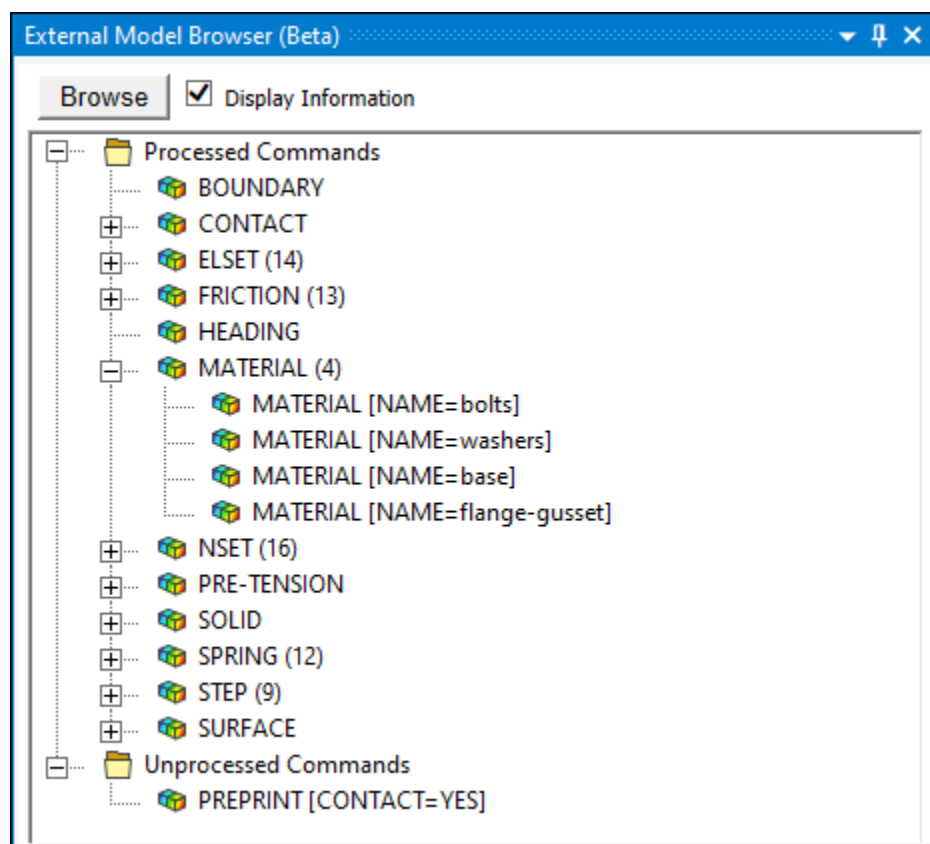 External Model Browser (Beta)
Browse Display Information
Processed Commands
BOUNDARY
CONTACT
ELSET (14)
FRICTION (13)
HEADING
MATERIAL (4)
MATERIAL [NAME=bolts]
MATERIAL [NAME=washers]
MATERIAL [NAME=base]
MATERIAL [NAME=flange-gusset]
NSET (16)
PRE-TENSION
SOLID
SPRING (12)
STEP (9)
SURFACE
Unprocessed Commands
PREPRINT [CONTACT=YES]